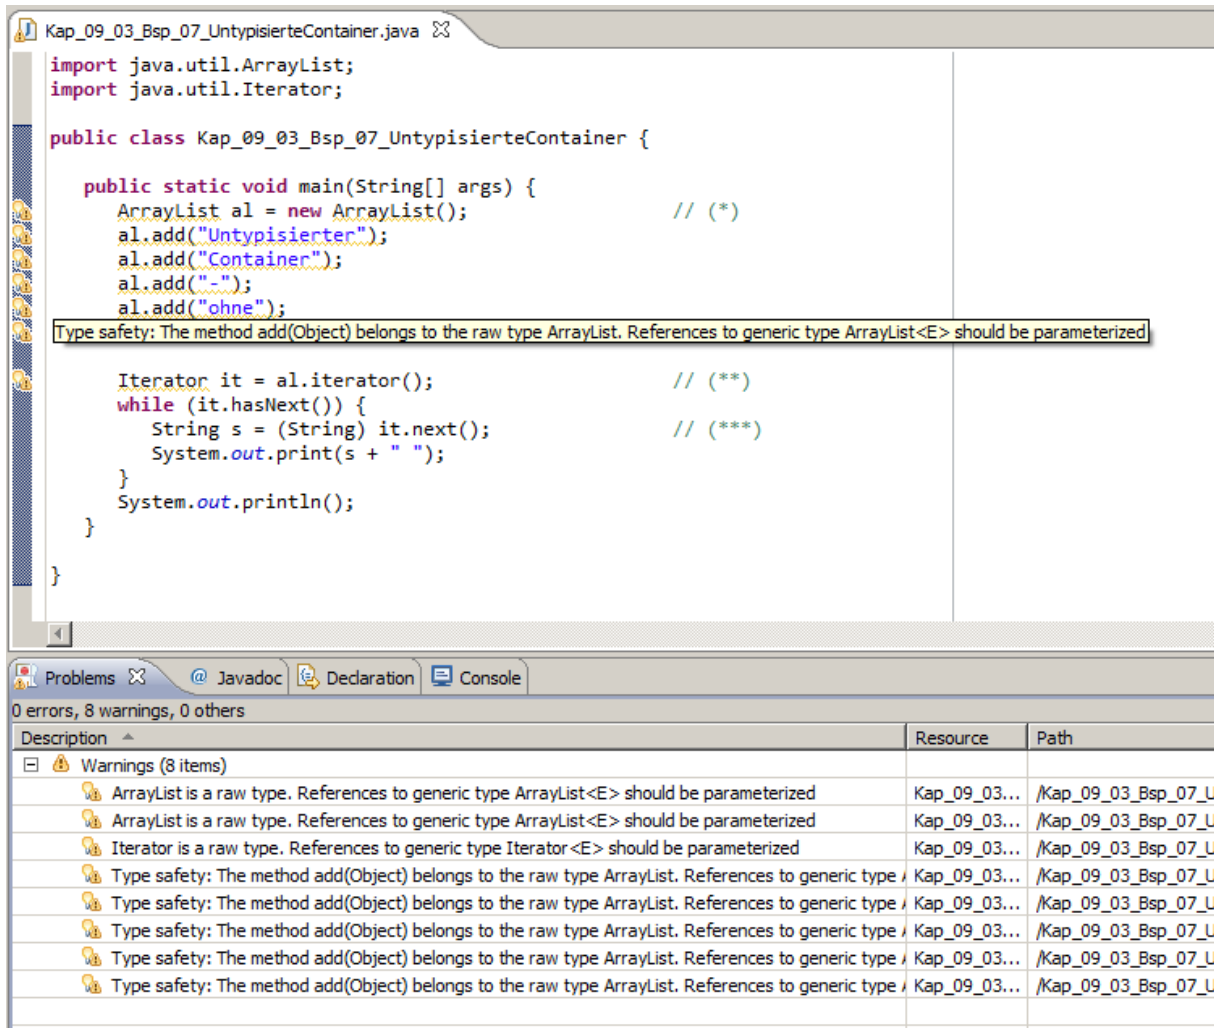 Kap_09_03_Bsp_07_UntypisierteContainer.java
import java.util.ArrayList;
import java.util.Iterator;
public class Kap_09_03_Bsp_07_UntypisierteContainer {
public static void main(String[] args) {
ArrayList al = new ArrayList(); // (*)
al.add("Untypisierter");
al.add("Container");
al.add("-");
al.add("ohne");
Type safety: The method add(Object) belongs to the raw type ArrayList. References to generic type ArrayList<E> should be parameterized
Iterator it = al.iterator(); // (**)
while (it.hasNext()) {
String s = (String) it.next(); // (***)
System.out.print(s + " ");
}
System.out.println();
}
}
Problems @ Javadoc Declaration Console
0 errors, 8 warnings, 0 others
Description Resource Path
Warnings (8 items)
ArrayList is a raw type. References to generic type ArrayList<E> should be parameterized Kap_09_03... /Kap_09_03_Bsp_07_U
ArrayList is a raw type. References to generic type ArrayList<E> should be parameterized Kap_09_03... /Kap_09_03_Bsp_07_U
Iterator is a raw type. References to generic type Iterator<E> should be parameterized Kap_09_03... /Kap_09_03_Bsp_07_U
Type safety: The method add(Object) belongs to the raw type ArrayList. References to generic type Kap_09_03... /Kap_09_03_Bsp_07_U
Type safety: The method add(Object) belongs to the raw type ArrayList. References to generic type Kap_09_03... /Kap_09_03_Bsp_07_U
Type safety: The method add(Object) belongs to the raw type ArrayList. References to generic type Kap_09_03... /Kap_09_03_Bsp_07_U
Type safety: The method add(Object) belongs to the raw type ArrayList. References to generic type Kap_09_03... /Kap_09_03_Bsp_07_U
Type safety: The method add(Object) belongs to the raw type ArrayList. References to generic type Kap_09_03... /Kap_09_03_Bsp_07_U